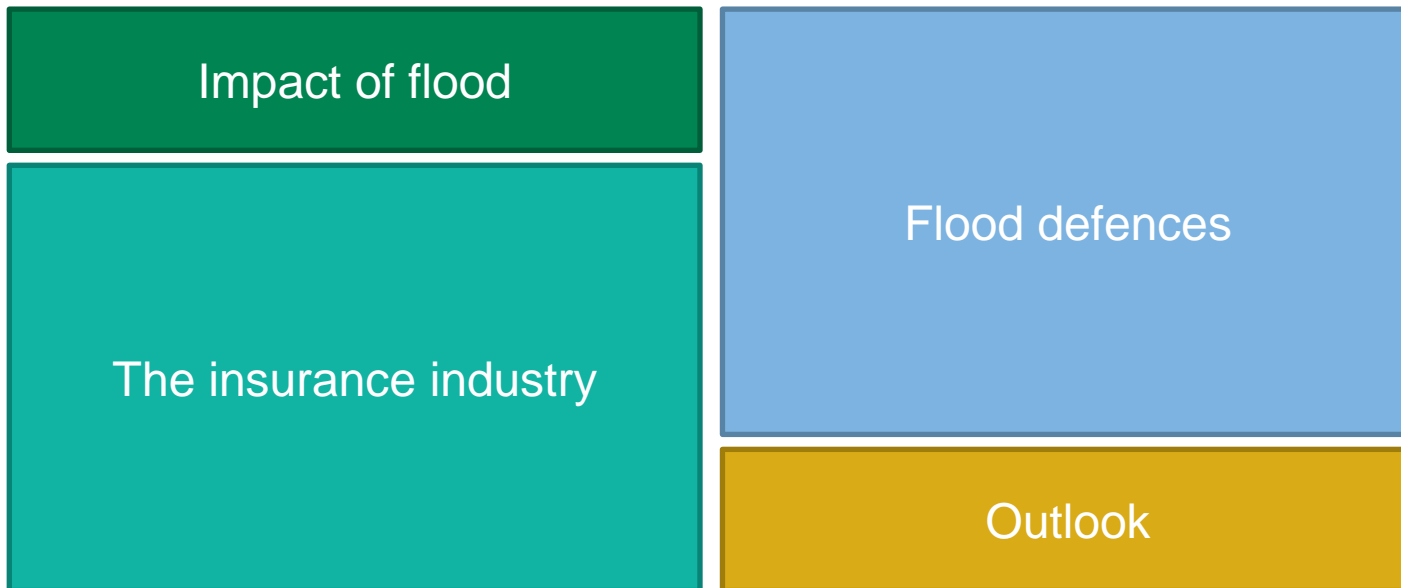 Impact of flood
The insurance industry
Flood defences
Outlook